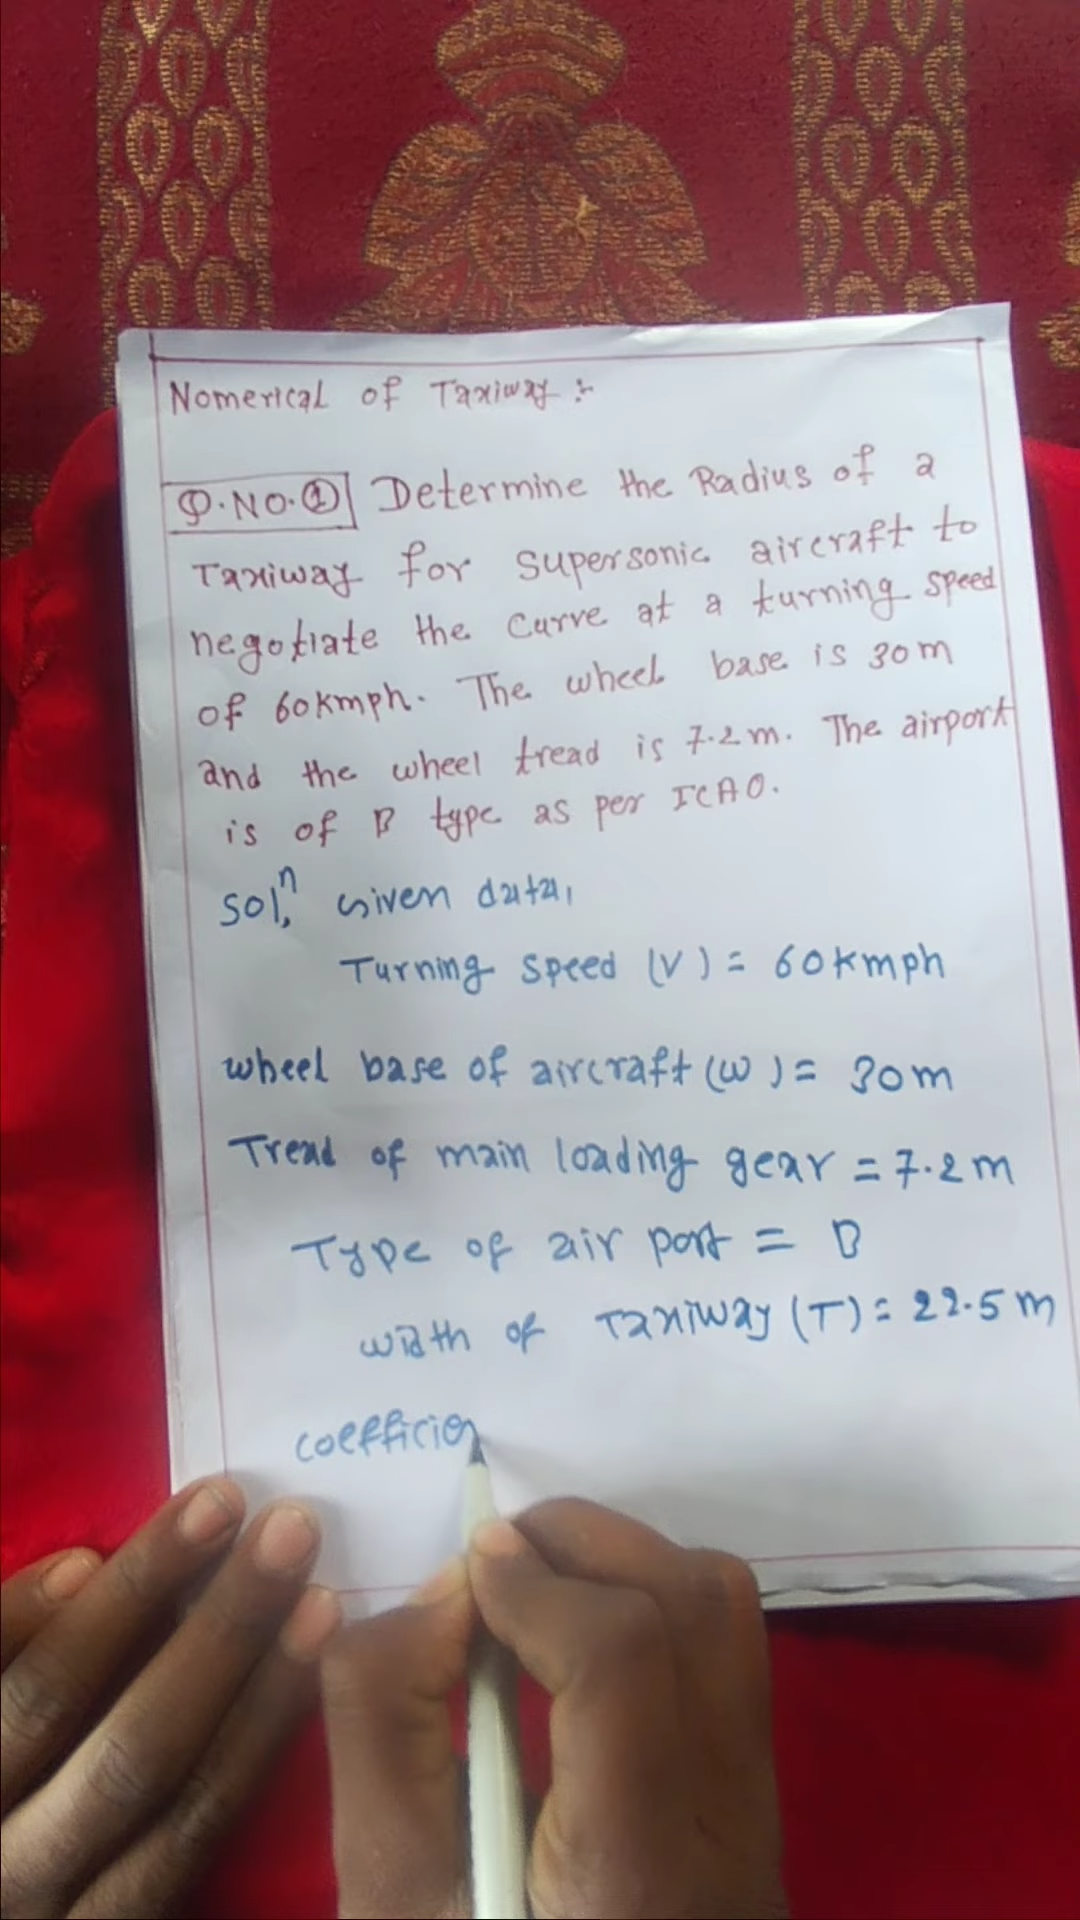 Nomerical of Taxiway :-
Q.NO.① Determine the Radius of a
Taxiway for supersonic aircraft to
negotiate the curve at a turning speed
of 60kmph. The wheel base is 30m
and the wheel tread is 7.2m. The airport
is of B type as per ICAO.
Solⁿ, Given data,
Turning speed (V) = 60kmph
wheel base of aircraft (W) = 30m
Tread of main loading gear = 7.2m
Type of air port = B
width of Taxiway (T) = 22.5m
coefficien